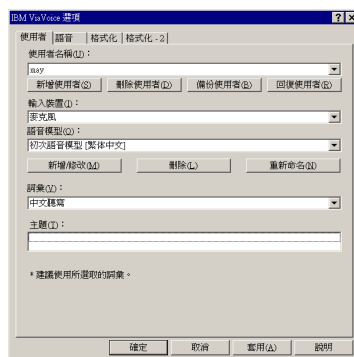 IBM ViaVoice 選項
使用者 語音 格式化 格式化 - 2
使用者名稱(U)：
may
新增使用者(S) 刪除使用者(D) 備份使用者(B) 回復使用者(R)
輸入裝置(I)：
麥克風
語音模型(O)：
初次語音模型 [繁体中文]
新增/修改(M) 刪除(L) 重新命名(N)
詞彙(V)：
中文聽寫
主題(T)：
* 建議使用所選取的詞彙。
確定 取消 套用(A) 說明